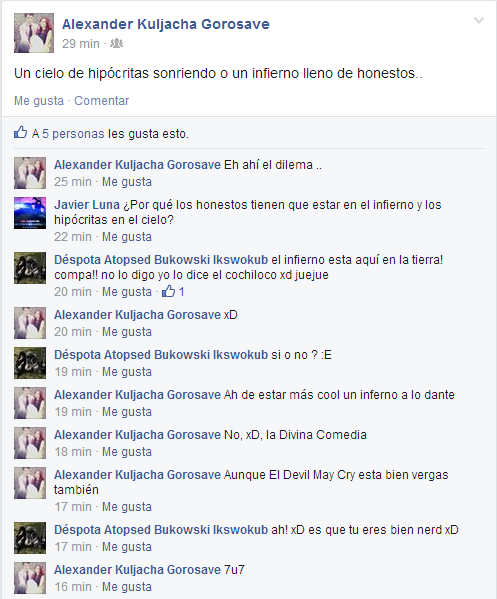 Alexander Kuljacha Gorosave
29 min ·
Un cielo de hipócritas sonriendo o un infierno lleno de honestos..
Me gusta · Comentar
A 5 personas les gusta esto.
Alexander Kuljacha Gorosave Eh ahí el dilema ..
25 min · Me gusta
Javier Luna ¿Por qué los honestos tienen que estar en el infierno y los
hipócritas en el cielo?
22 min · Me gusta
Déspota Atopsed Bukowski Ikswokub el infierno esta aquí en la tierra!
compa!! no lo digo yo lo dice el cochiloco xd juejue
20 min · Me gusta · 1
Alexander Kuljacha Gorosave xD
20 min · Me gusta
Déspota Atopsed Bukowski Ikswokub si o no ? :E
19 min · Me gusta
Alexander Kuljacha Gorosave Ah de estar más cool un inferno a lo dante
19 min · Me gusta
Alexander Kuljacha Gorosave No, xD, la Divina Comedia
18 min · Me gusta
Alexander Kuljacha Gorosave Aunque El Devil May Cry esta bien vergas
también
17 min · Me gusta
Déspota Atopsed Bukowski Ikswokub ah! xD es que tu eres bien nerd xD
17 min · Me gusta
Alexander Kuljacha Gorosave 7u7
16 min · Me gusta